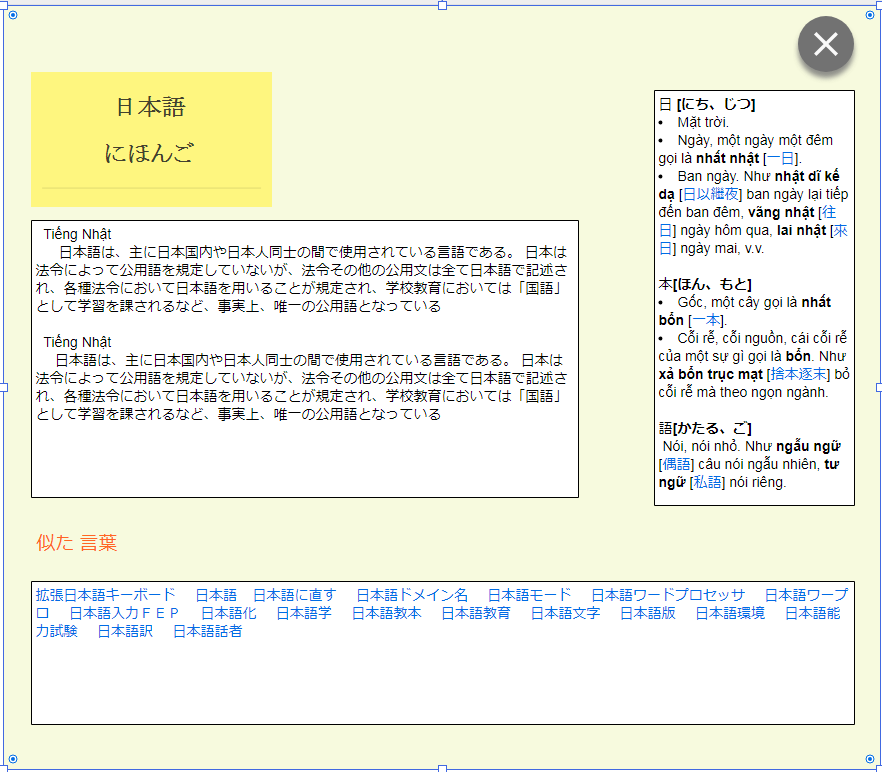 日本語
にほんご
Tiếng Nhật
日本語は、主に日本国内や日本人同士の間で使用されている言語である。 日本は
法令によって公用語を規定していないが、法令その他の公用文は全て日本語で記述さ
れ、各種法令において日本語を用いることが規定され、学校教育においては「国語」
として学習を課されるなど、事実上、唯一の公用語となっている
Tiếng Nhật
日本語は、主に日本国内や日本人同士の間で使用されている言語である。 日本は
法令によって公用語を規定していないが、法令その他の公用文は全て日本語で記述さ
れ、各種法令において日本語を用いることが規定され、学校教育においては「国語」
として学習を課されるなど、事実上、唯一の公用語となっている
日 [にち、じつ]
• Mặt trời.
• Ngày, một ngày một đêm
gọi là nhất nhật [一日].
• Ban ngày. Như nhật dĩ kế
dạ [日以繼夜] ban ngày lại tiếp
đến ban đêm, vãng nhật [往
日] ngày hôm qua, lai nhật [來
日] ngày mai, v.v.
本[ほん、もと]
• Gốc, một cây gọi là nhất
bổn [一本].
• Cỗi rễ, cỗi nguồn, cái cỗi rễ
của một sự gì gọi là bổn. Như
xả bổn trục mạt [捨本逐末] bỏ
cỗi rễ mà theo ngọn ngành.
語[かたる、ご]
Nói, nói nhỏ. Như ngẫu ngữ
[偶語] câu nói ngẫu nhiên, tư
ngữ [私語] nói riêng.
似た 言葉
拡張日本語キーボード 日本語 日本語に直す 日本語ドメイン名 日本語モード 日本語ワードプロセッサ 日本語ワープ
ロ 日本語入力ＦＥＰ 日本語化 日本語学 日本語教本 日本語教育 日本語文字 日本語版 日本語環境 日本語能
力試験 日本語訳 日本語話者